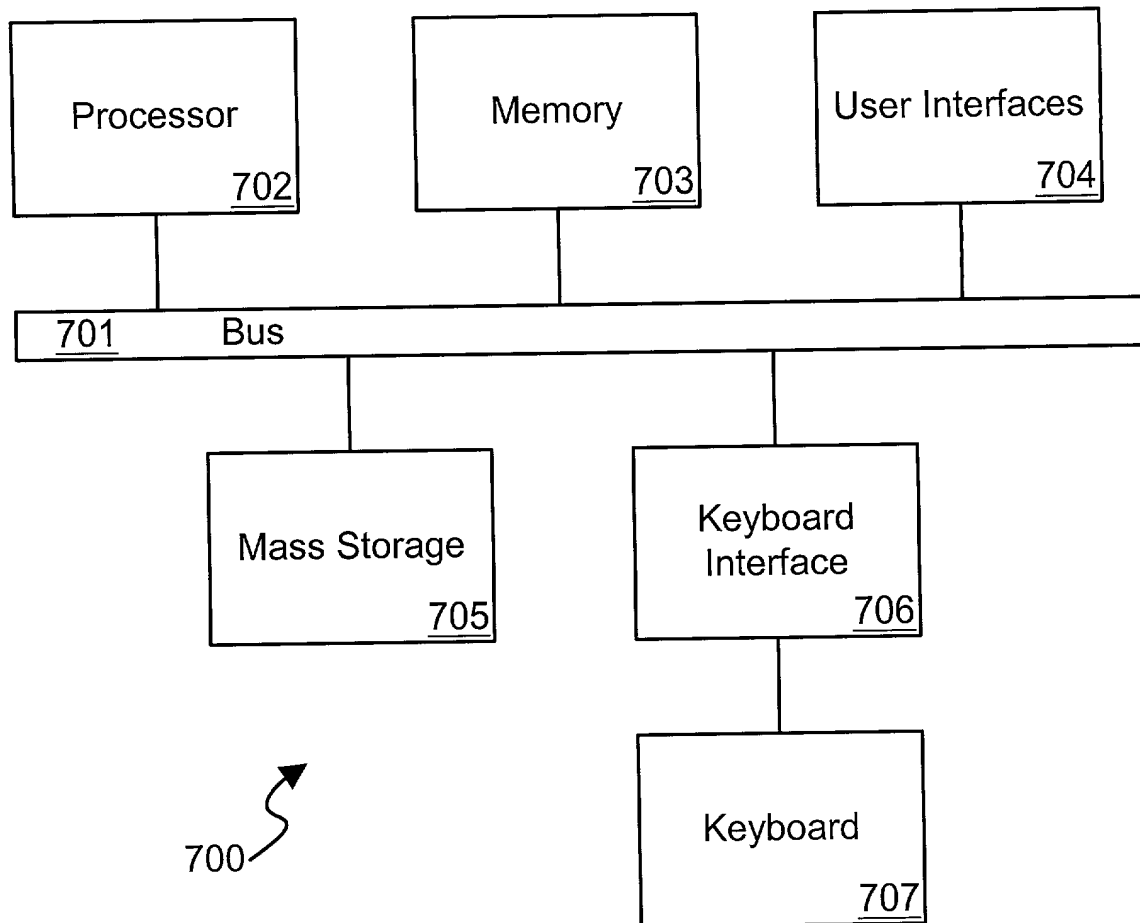 Processor
702
Memory
703
User Interfaces
704
701 Bus
Mass Storage
705
Keyboard
Interface
706
700
Keyboard
707